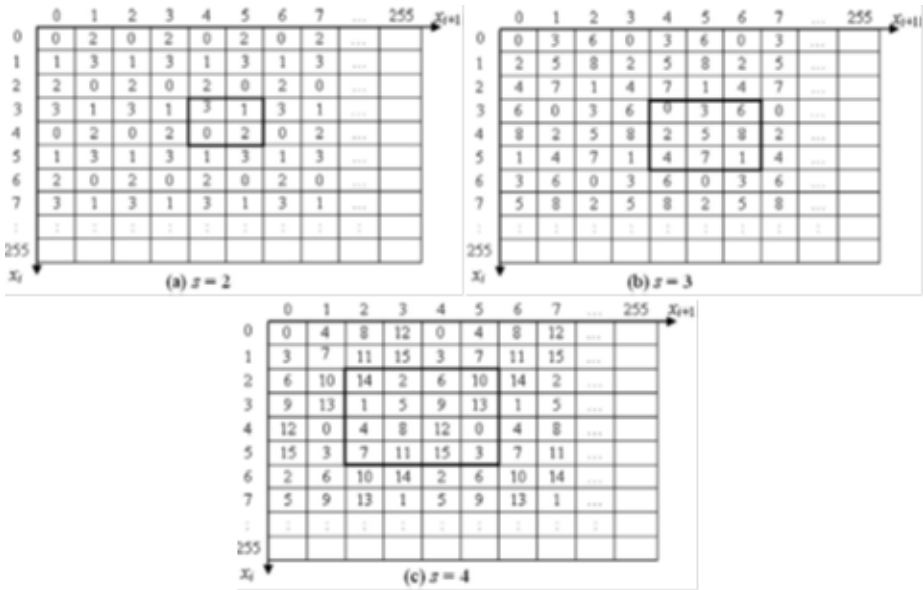 0 1 2 3 4 5 6 7 ... 255 xi+1
0 0 2 0 2 0 2 0 2 ...
1 1 3 1 3 1 3 1 3 ...
2 2 0 2 0 2 0 2 0 ...
3 3 1 3 1 3 1 3 1 ...
4 0 2 0 2 0 2 0 2 ...
5 1 3 1 3 1 3 1 3 ...
6 2 0 2 0 2 0 2 0 ...
7 3 1 3 1 3 1 3 1 ...
: : : : : : : : :
255
xi
(a) z = 2
0 1 2 3 4 5 6 7 ... 255 xi+1
0 0 3 6 0 3 6 0 3 ...
1 2 5 8 2 5 8 2 5 ...
2 4 7 1 4 7 1 4 7 ...
3 6 0 3 6 0 3 6 0 ...
4 8 2 5 8 2 5 8 2 ...
5 1 4 7 1 4 7 1 4 ...
6 3 6 0 3 6 0 3 6 ...
7 5 8 2 5 8 2 5 8 ...
: : : : : : : : : :
255
xi
(b) z = 3
0 1 2 3 4 5 6 7 ... 255 xi+1
0 0 4 8 12 0 4 8 12 ...
1 3 7 11 15 3 7 11 15 ...
2 6 10 14 2 6 10 14 2 ...
3 9 13 1 5 9 13 1 5 ...
4 12 0 4 8 12 0 4 8 ...
5 15 3 7 11 15 3 7 11 ...
6 2 6 10 14 2 6 10 14 ...
7 5 9 13 1 5 9 13 1 ...
: : : : : : : : : :
255
xi
(c) z = 4